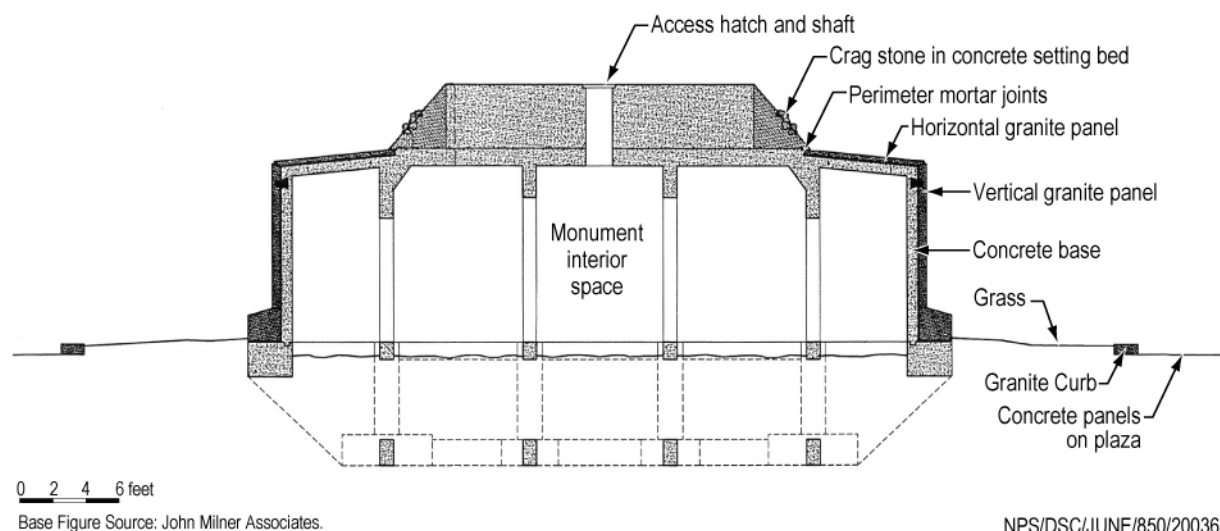 Access hatch and shaft
Crag stone in concrete setting bed
Perimeter mortar joints
Horizontal granite panel
Vertical granite panel
Monument
interior
space
Concrete base
Grass
Granite Curb
Concrete panels
on plaza
0 2 4 6 feet
Base Figure Source: John Milner Associates.
NPS/DSC/JUNE/850/20036